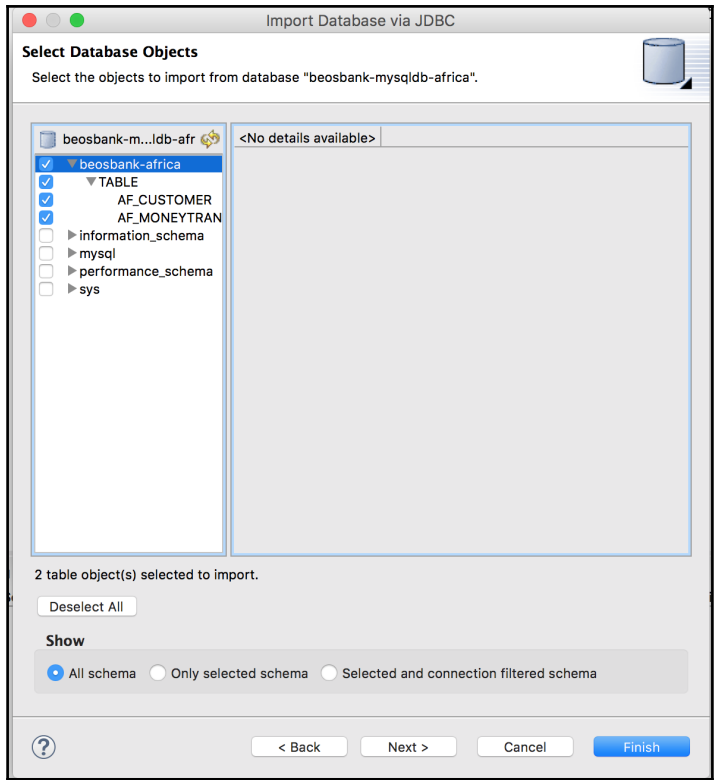 Import Database via JDBC
Select Database Objects
Select the objects to import from database "beosbank-mysqldb-africa".
beosbank-m...ldb-afr
<No details available>
beosbank-africa
TABLE
AF_CUSTOMER
AF_MONEYTRAN
information_schema
mysql
performance_schema
sys
2 table object(s) selected to import.
Deselect All
Show
All schema Only selected schema Selected and connection filtered schema
? < Back Next > Cancel Finish